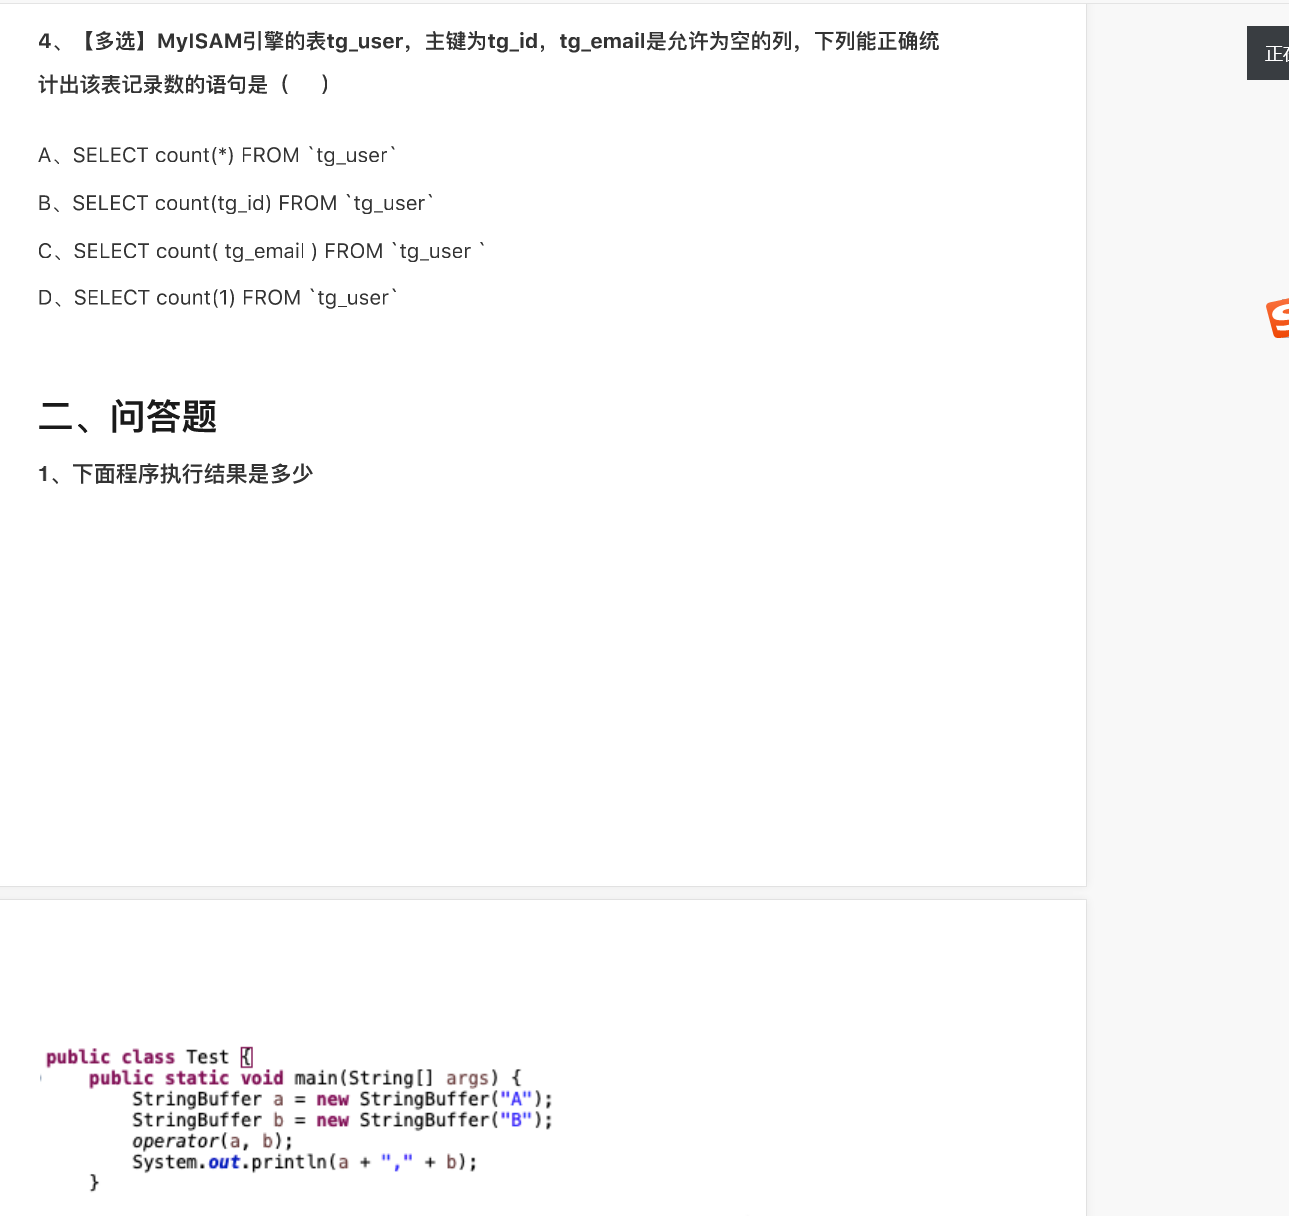 4、【多选】MyISAM引擎的表tg_user，主键为tg_id，tg_email是允许为空的列，下列能正确统
计出该表记录数的语句是（　）
A、SELECT count(*) FROM `tg_user`
B、SELECT count(tg_id) FROM `tg_user`
C、SELECT count( tg_email ) FROM `tg_user `
D、SELECT count(1) FROM `tg_user`
二、问答题
1、下面程序执行结果是多少
public class Test {
    public static void main(String[] args) {
        StringBuffer a = new StringBuffer("A");
        StringBuffer b = new StringBuffer("B");
        operator(a, b);
        System.out.println(a + "," + b);
    }
正